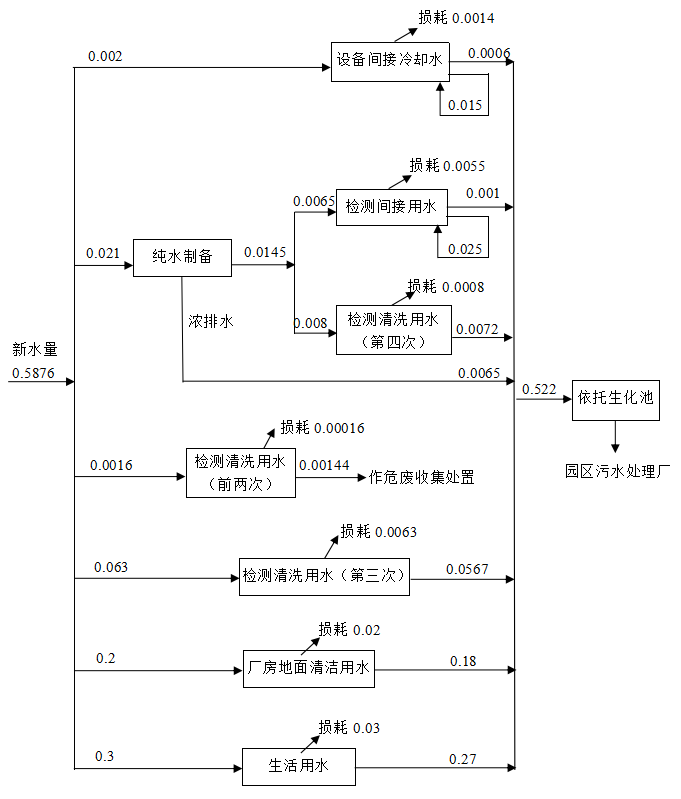 损耗 0.0014
0.002
设备间接冷却水
0.0006
0.015
损耗 0.0055
0.0065
检测间接用水
0.001
0.025
0.021
纯水制备
0.0145
损耗 0.0008
浓排水
0.008
检测清洗用水
（第四次）
0.0072
新水量
0.5876
0.0065
0.522
依托生化池
损耗 0.00016
0.0016
检测清洗用水
（前两次）
0.00144
作危废收集处置
园区污水处理厂
损耗 0.0063
0.063
检测清洗用水（第三次）
0.0567
损耗 0.02
0.2
厂房地面清洁用水
0.18
损耗 0.03
0.3
生活用水
0.27